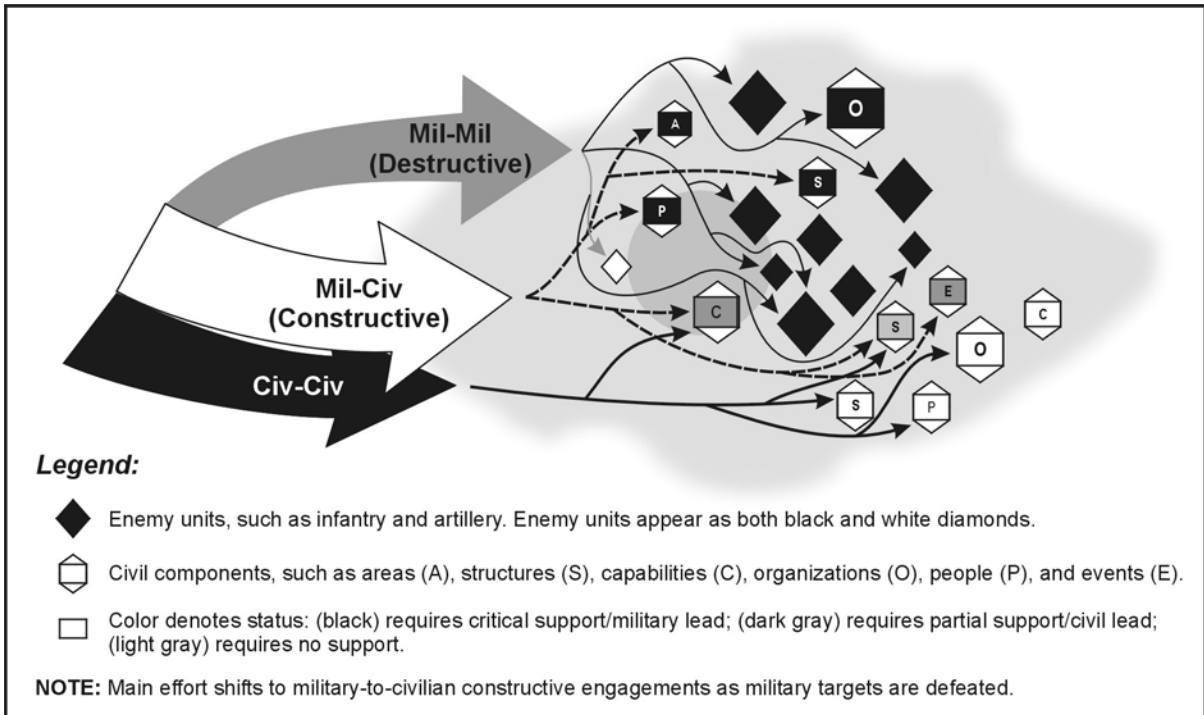 Mil-Mil
(Destructive)
O
A
S
P
Mil-Civ
(Constructive)
E
C
C
S
O
Civ-Civ
S
P
Legend:
Enemy units, such as infantry and artillery. Enemy units appear as both black and white diamonds.
Civil components, such as areas (A), structures (S), capabilities (C), organizations (O), people (P), and events (E).
Color denotes status: (black) requires critical support/military lead; (dark gray) requires partial support/civil lead;
(light gray) requires no support.
NOTE: Main effort shifts to military-to-civilian constructive engagements as military targets are defeated.